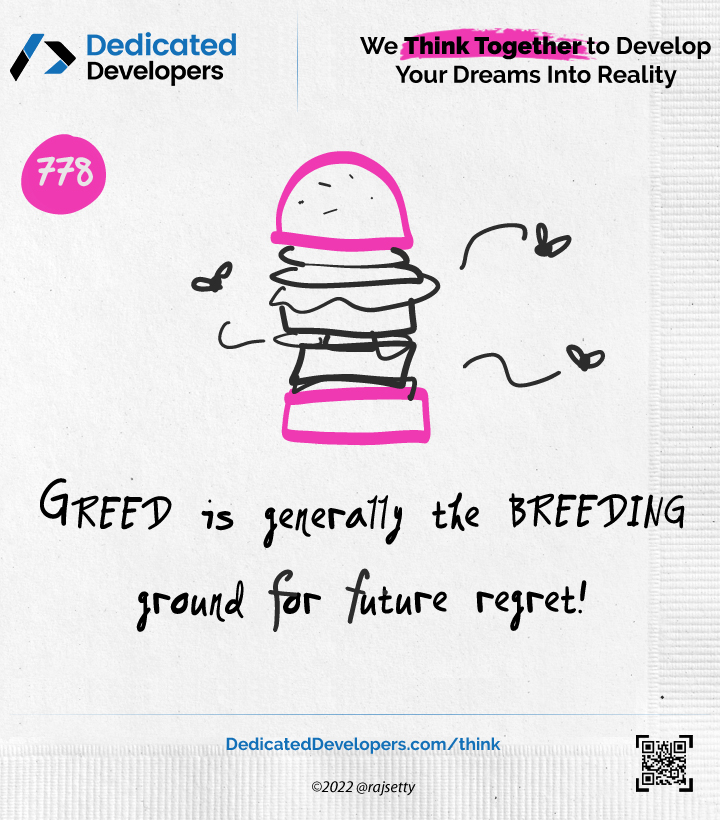 Dedicated
Developers
We Think Together to Develop
Your Dreams Into Reality
778
GREED is generally the BREEDING
ground for future regret!
DedicatedDevelopers.com/think
©2022 @rajsetty